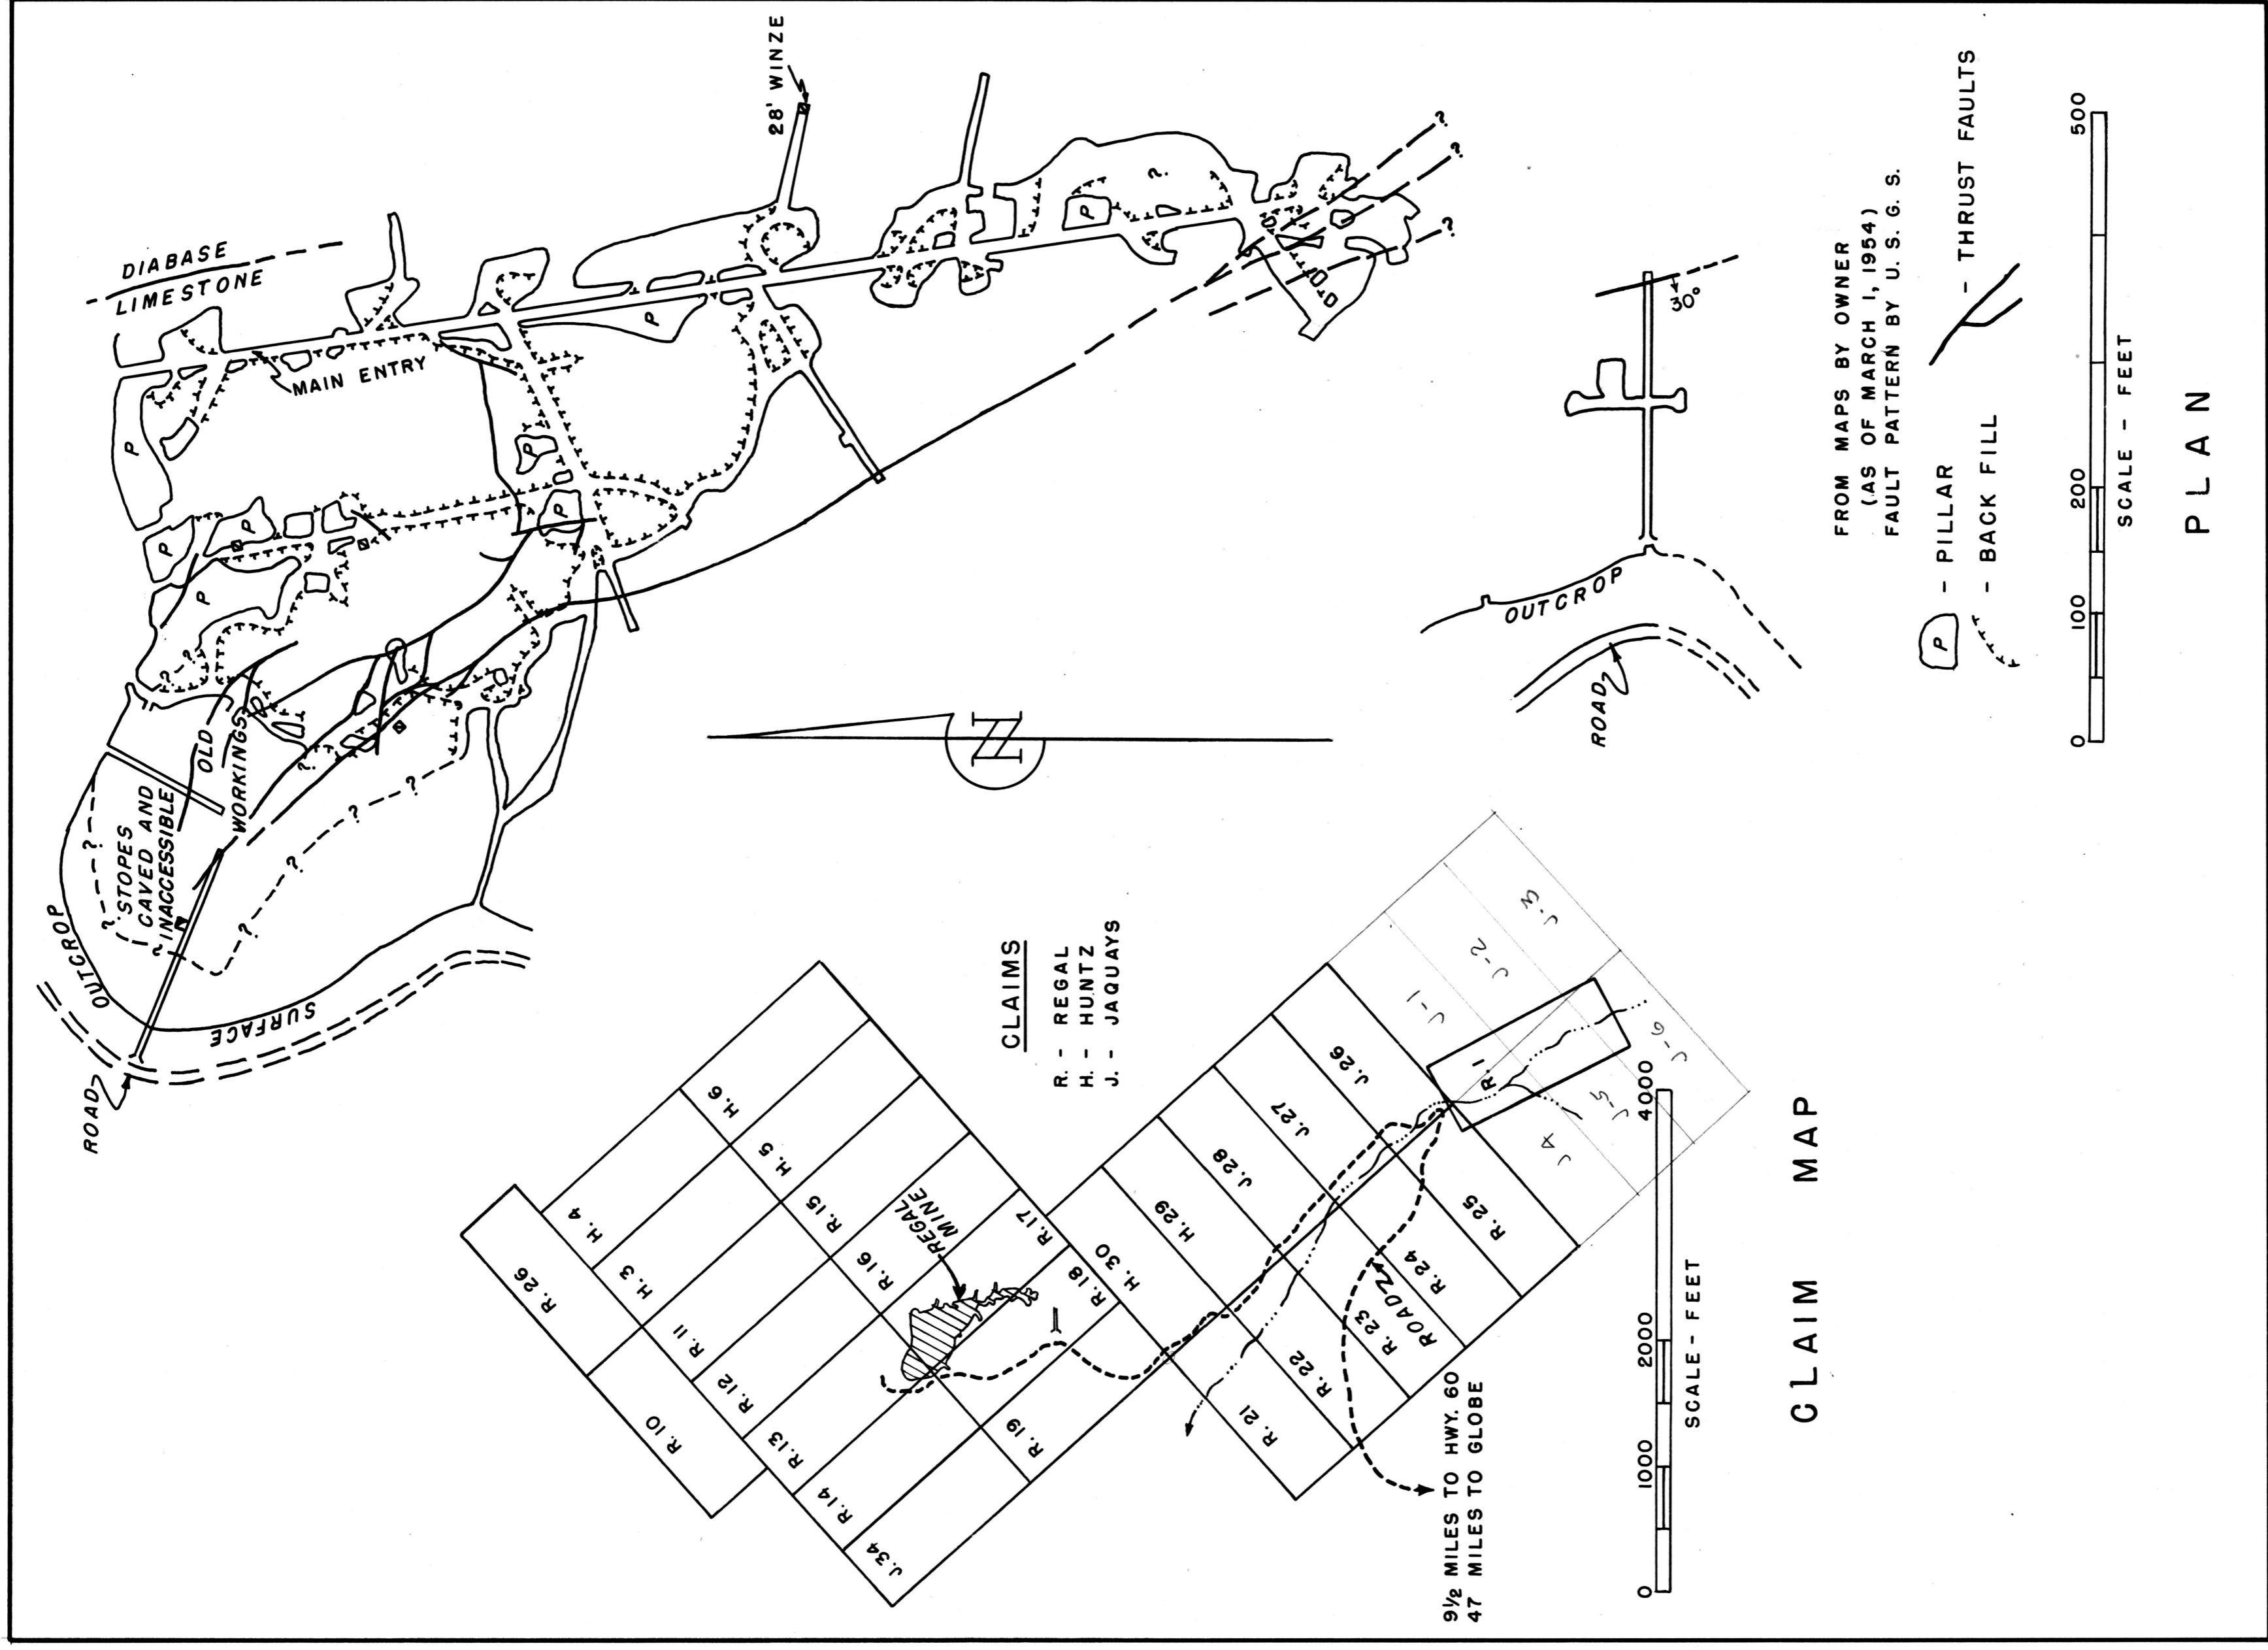 DIABASE
LIMESTONE
28' WINZE
MAIN ENTRY
P
P
P
P
P
P
P
P
OUTCROP
? STOPES
CAVED AND
INACCESSIBLE
OLD
WORKINGS
SURFACE
ROAD
?
?
?
?
?
?
?
?
?
?
?
N
OUTCROP
ROAD
30°
FROM MAPS BY OWNER
(AS OF MARCH 1, 1954)
FAULT PATTERN BY U. S. G. S.
P - PILLAR
- BACK FILL
- THRUST FAULTS
0 100 200 500
SCALE - FEET
PLAN
CLAIMS
R. - REGAL
H. - HUNTZ
J. - JAQUAYS
R. 26
R. 10
H. 4
H. 3
R. 11
R. 12
R. 13
R. 14
J. 34
H. 6
H. 5
R. 15
R. 16
REGAL
MINE
R. 17
R. 18
R. 19
H. 30
H. 29
J. 28
J. 27
J. 26
R. 21
R. 22
R. 23
R. 24
R. 25
ROAD
R 1
J-1
J-2
J-3
J 4
J-5
J-6
9½ MILES TO HWY. 60
47 MILES TO GLOBE
0 1000 2000 4000
SCALE - FEET
CLAIM MAP